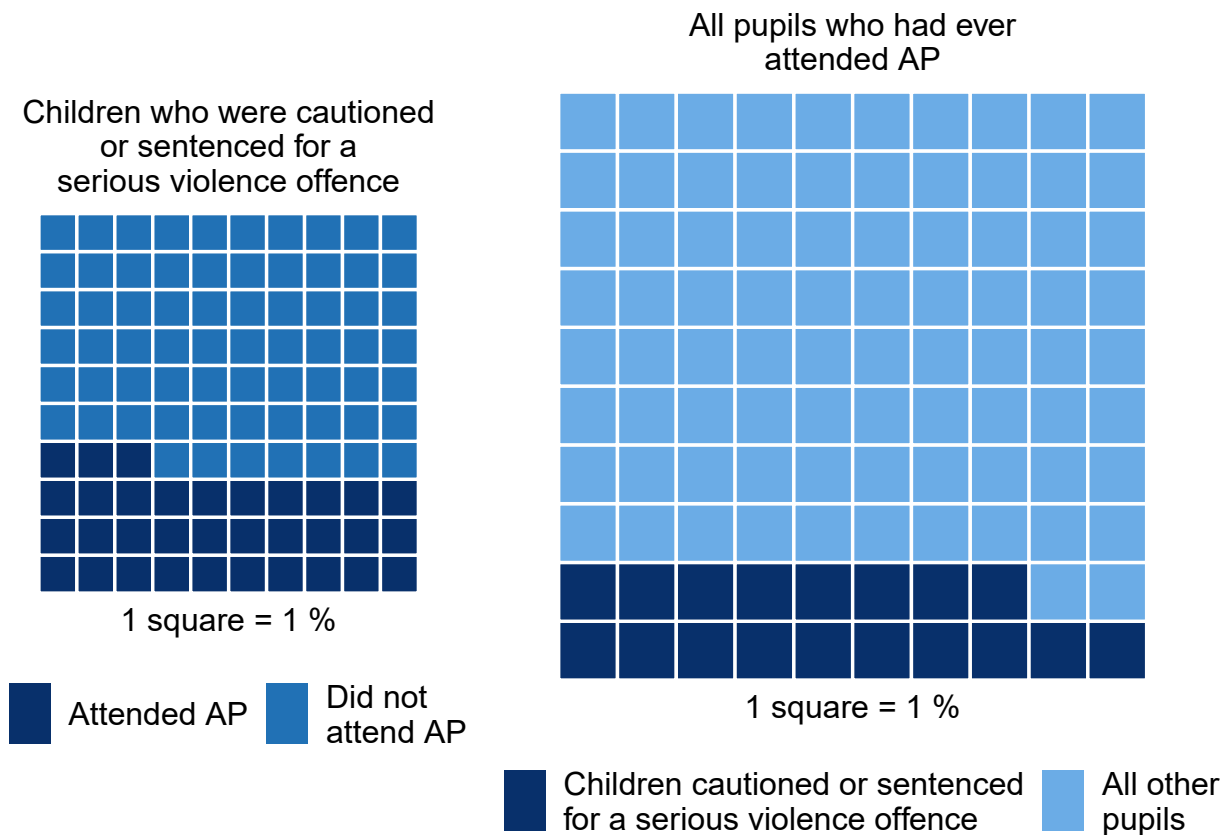 Children who were cautioned
or sentenced for a
serious violence offence
1 square = 1 %
Attended AP
Did not
attend AP
All pupils who had ever
attended AP
1 square = 1 %
Children cautioned or sentenced
for a serious violence offence
All other
pupils